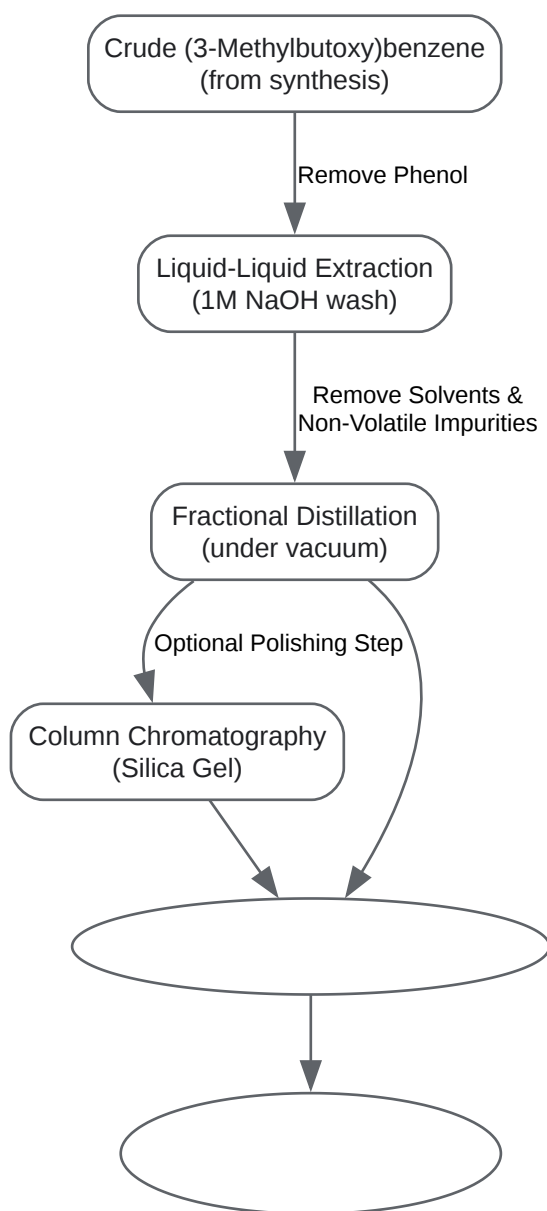 Crude (3-Methylbutoxy)benzene
(from synthesis)
Remove Phenol
Liquid-Liquid Extraction
(1M NaOH wash)
Remove Solvents &
Non-Volatile Impurities
Fractional Distillation
(under vacuum)
Optional Polishing Step
Column Chromatography
(Silica Gel)